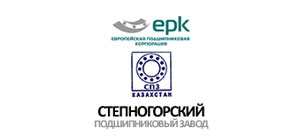 epk
ЕВРОПЕЙСКАЯ ПОДШИПНИКОВАЯ
КОРПОРАЦИЯ
СПЗ
КАЗАХСТАН
СТЕПНОГОРСКИЙ
ПОДШИПНИКОВЫЙ ЗАВОД